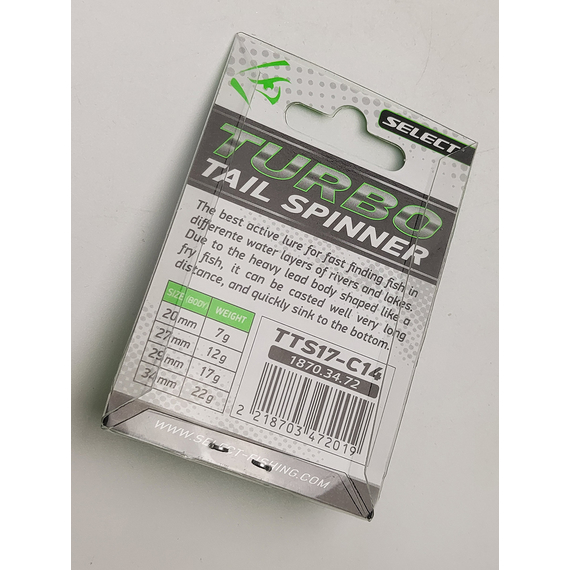 SELECT
TURBO
TAIL SPINNER
The best active lure for fast finding fish in
differente water layers of rivers and lakes.
Due to the heavy lead body shaped like a
fry fish, it can be casted well very long
distance, and quickly sink to the bottom.
SIZE (BODY) WEIGHT
20mm 7g
27mm 12g
29mm 17g
34mm 22g
TTS17-C14
1870.34.72
2 218703 472019
WWW.SELECT-FISHING.COM